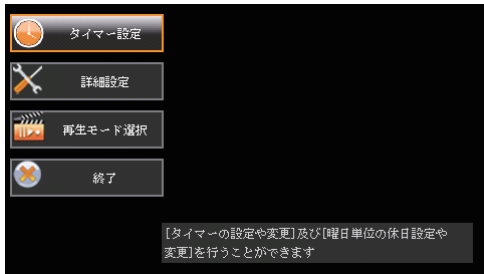 タイマー設定
詳細設定
再生モード選択
終了
[タイマーの設定や変更]及び[曜日単位の休日設定や
変更]を行うことができます